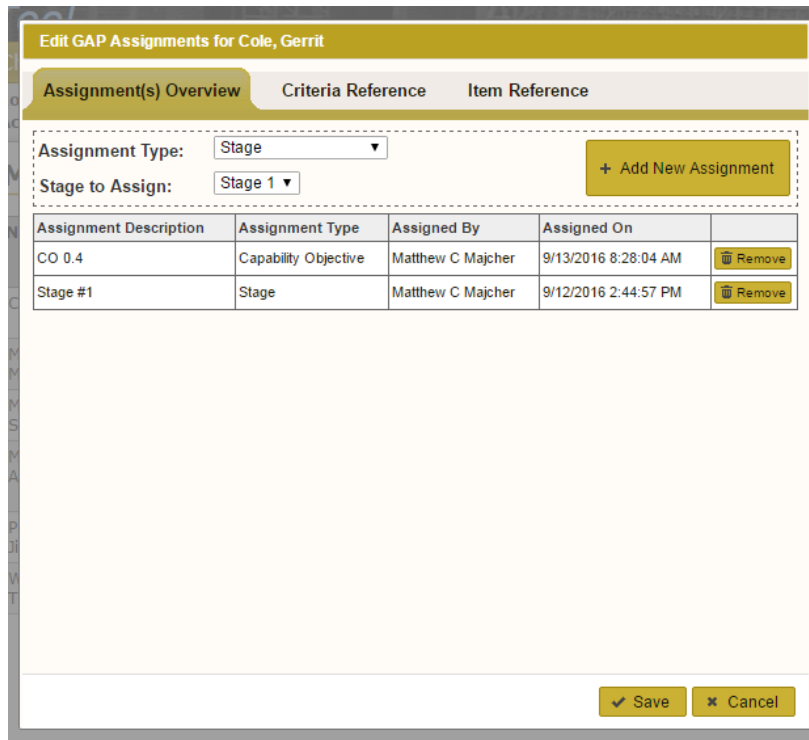 Edit GAP Assignments for Cole, Gerrit
Assignment(s) Overview Criteria Reference Item Reference
Assignment Type: Stage
Stage to Assign: Stage 1
+ Add New Assignment
Assignment Description Assignment Type Assigned By Assigned On
CO 0.4 Capability Objective Matthew C Majcher 9/13/2016 8:28:04 AM Remove
Stage #1 Stage Matthew C Majcher 9/12/2016 2:44:57 PM Remove
Save Cancel